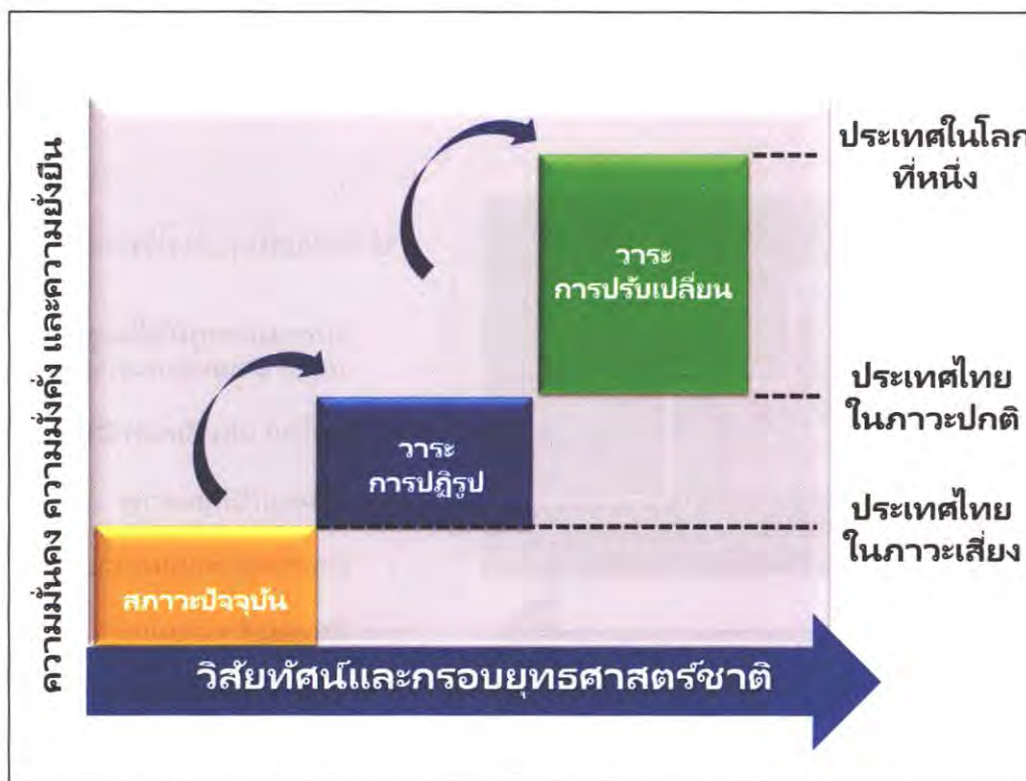 ความมั่นคง ความมั่งคั่ง และความยั่งยืน
ประเทศในโลก
ที่หนึ่ง
วาระ
การปรับเปลี่ยน
ประเทศไทย
ในภาวะปกติ
วาระ
การปฏิรูป
ประเทศไทย
ในภาวะเสี่ยง
สภาวะปัจจุบัน
วิสัยทัศน์และกรอบยุทธศาสตร์ชาติ